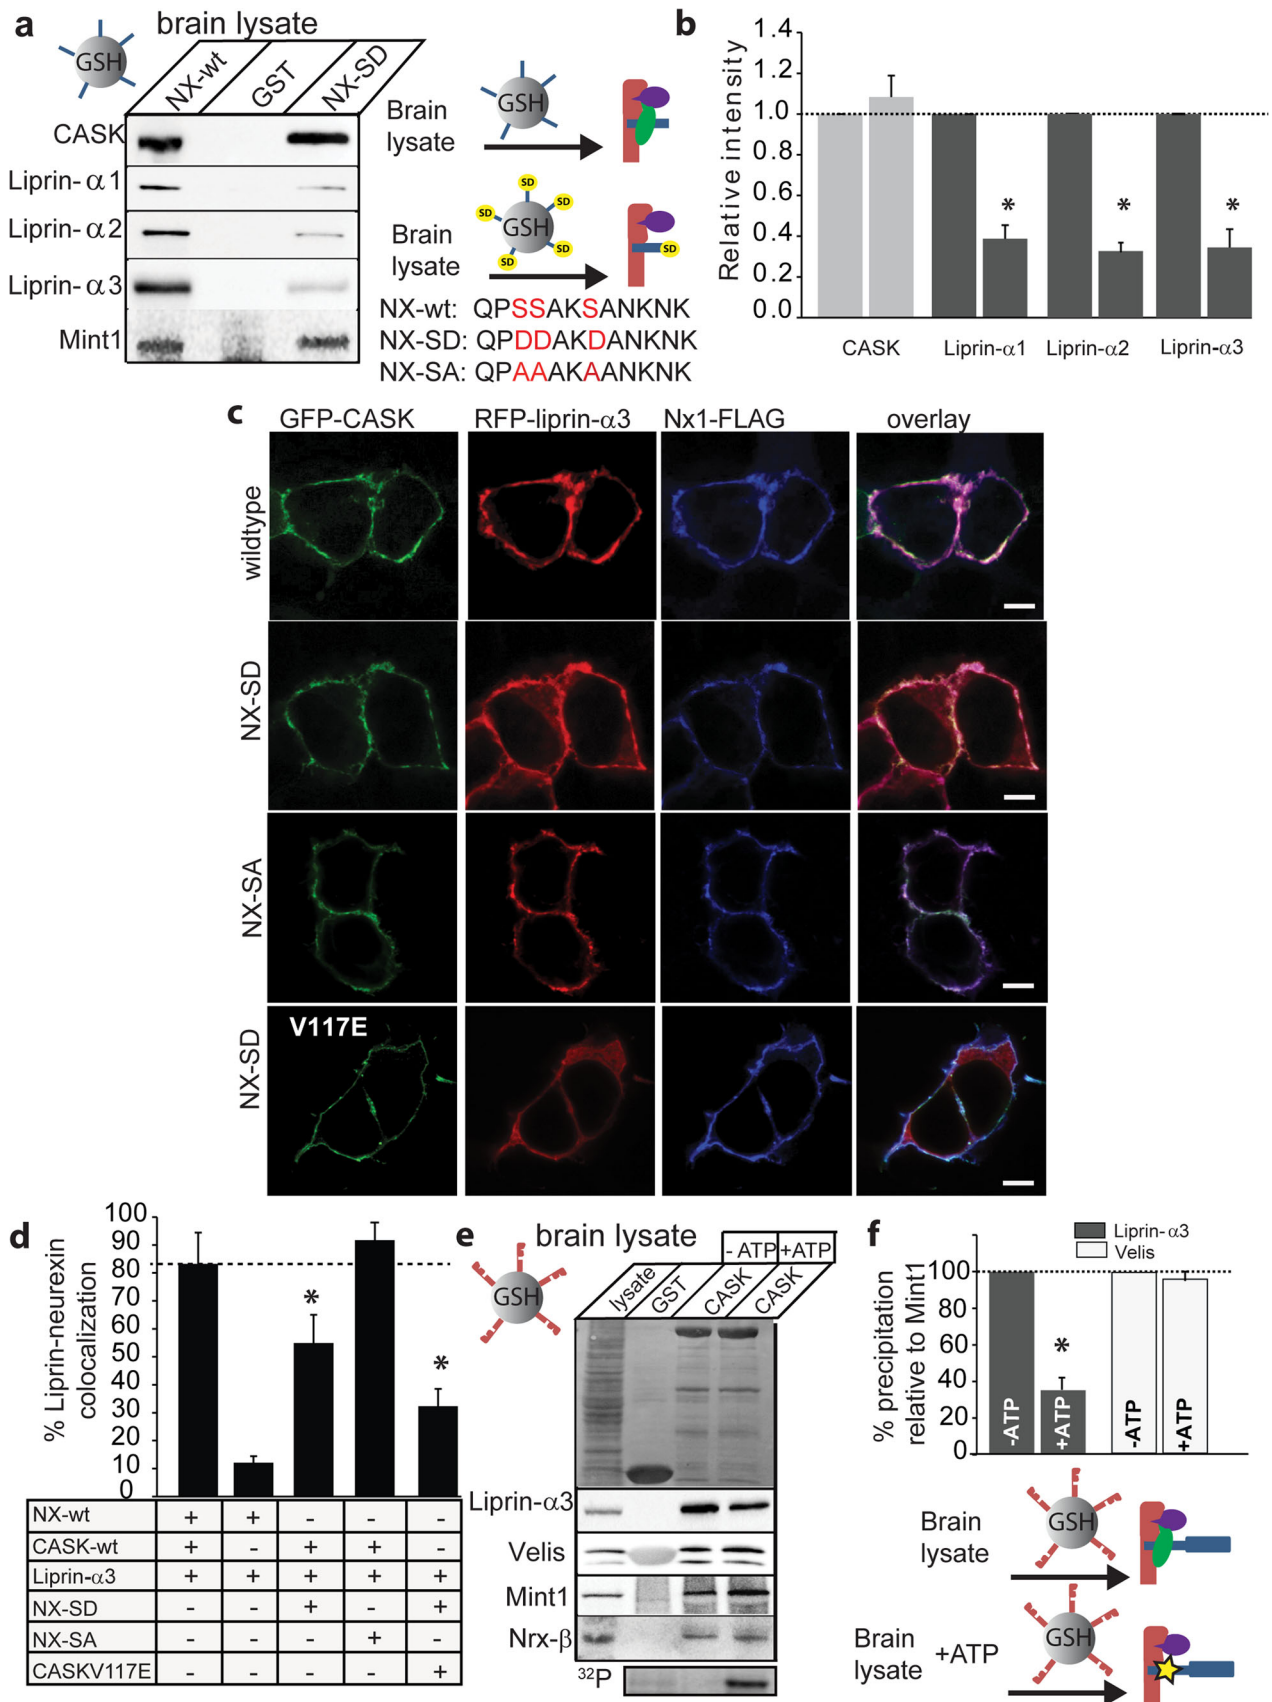 a
brain lysate
GSH
NX-wt
GST
NX-SD
CASK
Liprin-α1
Liprin-α2
Liprin-α3
Mint1
Brain
lysate
GSH
Brain
lysate
SD
SD
SD
SD
SD
GSH
SD
NX-wt: QPSSAKSANKNK
NX-SD: QPDDAKDANKNK
NX-SA: QPAAAKAANKNK
b
Relative intensity
1.4
1.2
1.0
0.8
0.6
0.4
0.2
0.0
*
*
*
CASK
Liprin-α1
Liprin-α2
Liprin-α3
c
GFP-CASK
RFP-liprin-α3
Nx1-FLAG
overlay
wildtype
NX-SD
NX-SA
NX-SD
V117E
d
% Liprin-neurexin
colocalization
100
90
80
70
60
50
40
30
20
10
0
*
*
NX-wt + + - - -
CASK-wt + - + + -
Liprin-α3 + + + + +
NX-SD - - + - +
NX-SA - - - + -
CASKV117E - - - - +
e
brain lysate
- ATP
+ATP
GSH
lysate
GST
CASK
CASK
Liprin-α3
Velis
Mint1
Nrx-β
32P
f
Liprin-α3
Velis
% precipitation
relative to Mint1
100
80
60
40
20
0
*
-ATP
+ATP
-ATP
+ATP
Brain
lysate
GSH
Brain
lysate
+ATP
GSH